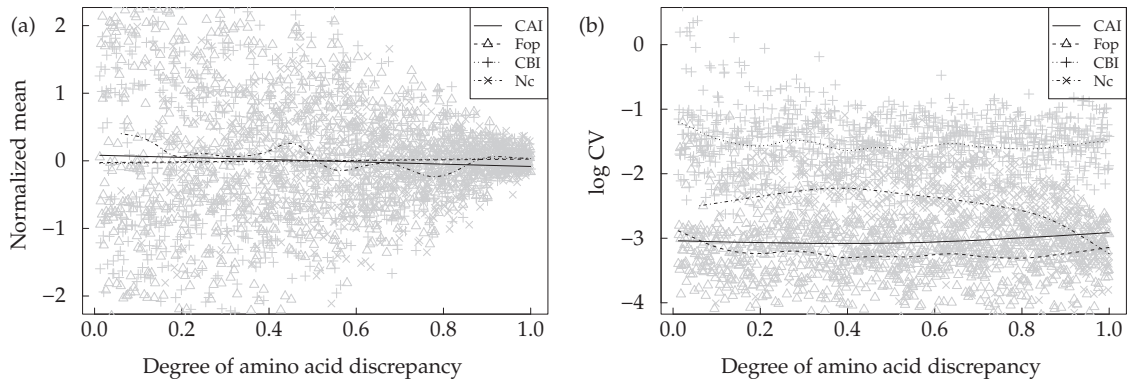 (a)
Normalized mean
2
1
0
−1
−2
0.0 0.2 0.4 0.6 0.8 1.0
Degree of amino acid discrepancy
CAI
Fop
CBI
Nc
(b)
log CV
0
−1
−2
−3
−4
0.0 0.2 0.4 0.6 0.8 1.0
Degree of amino acid discrepancy
CAI
Fop
CBI
Nc